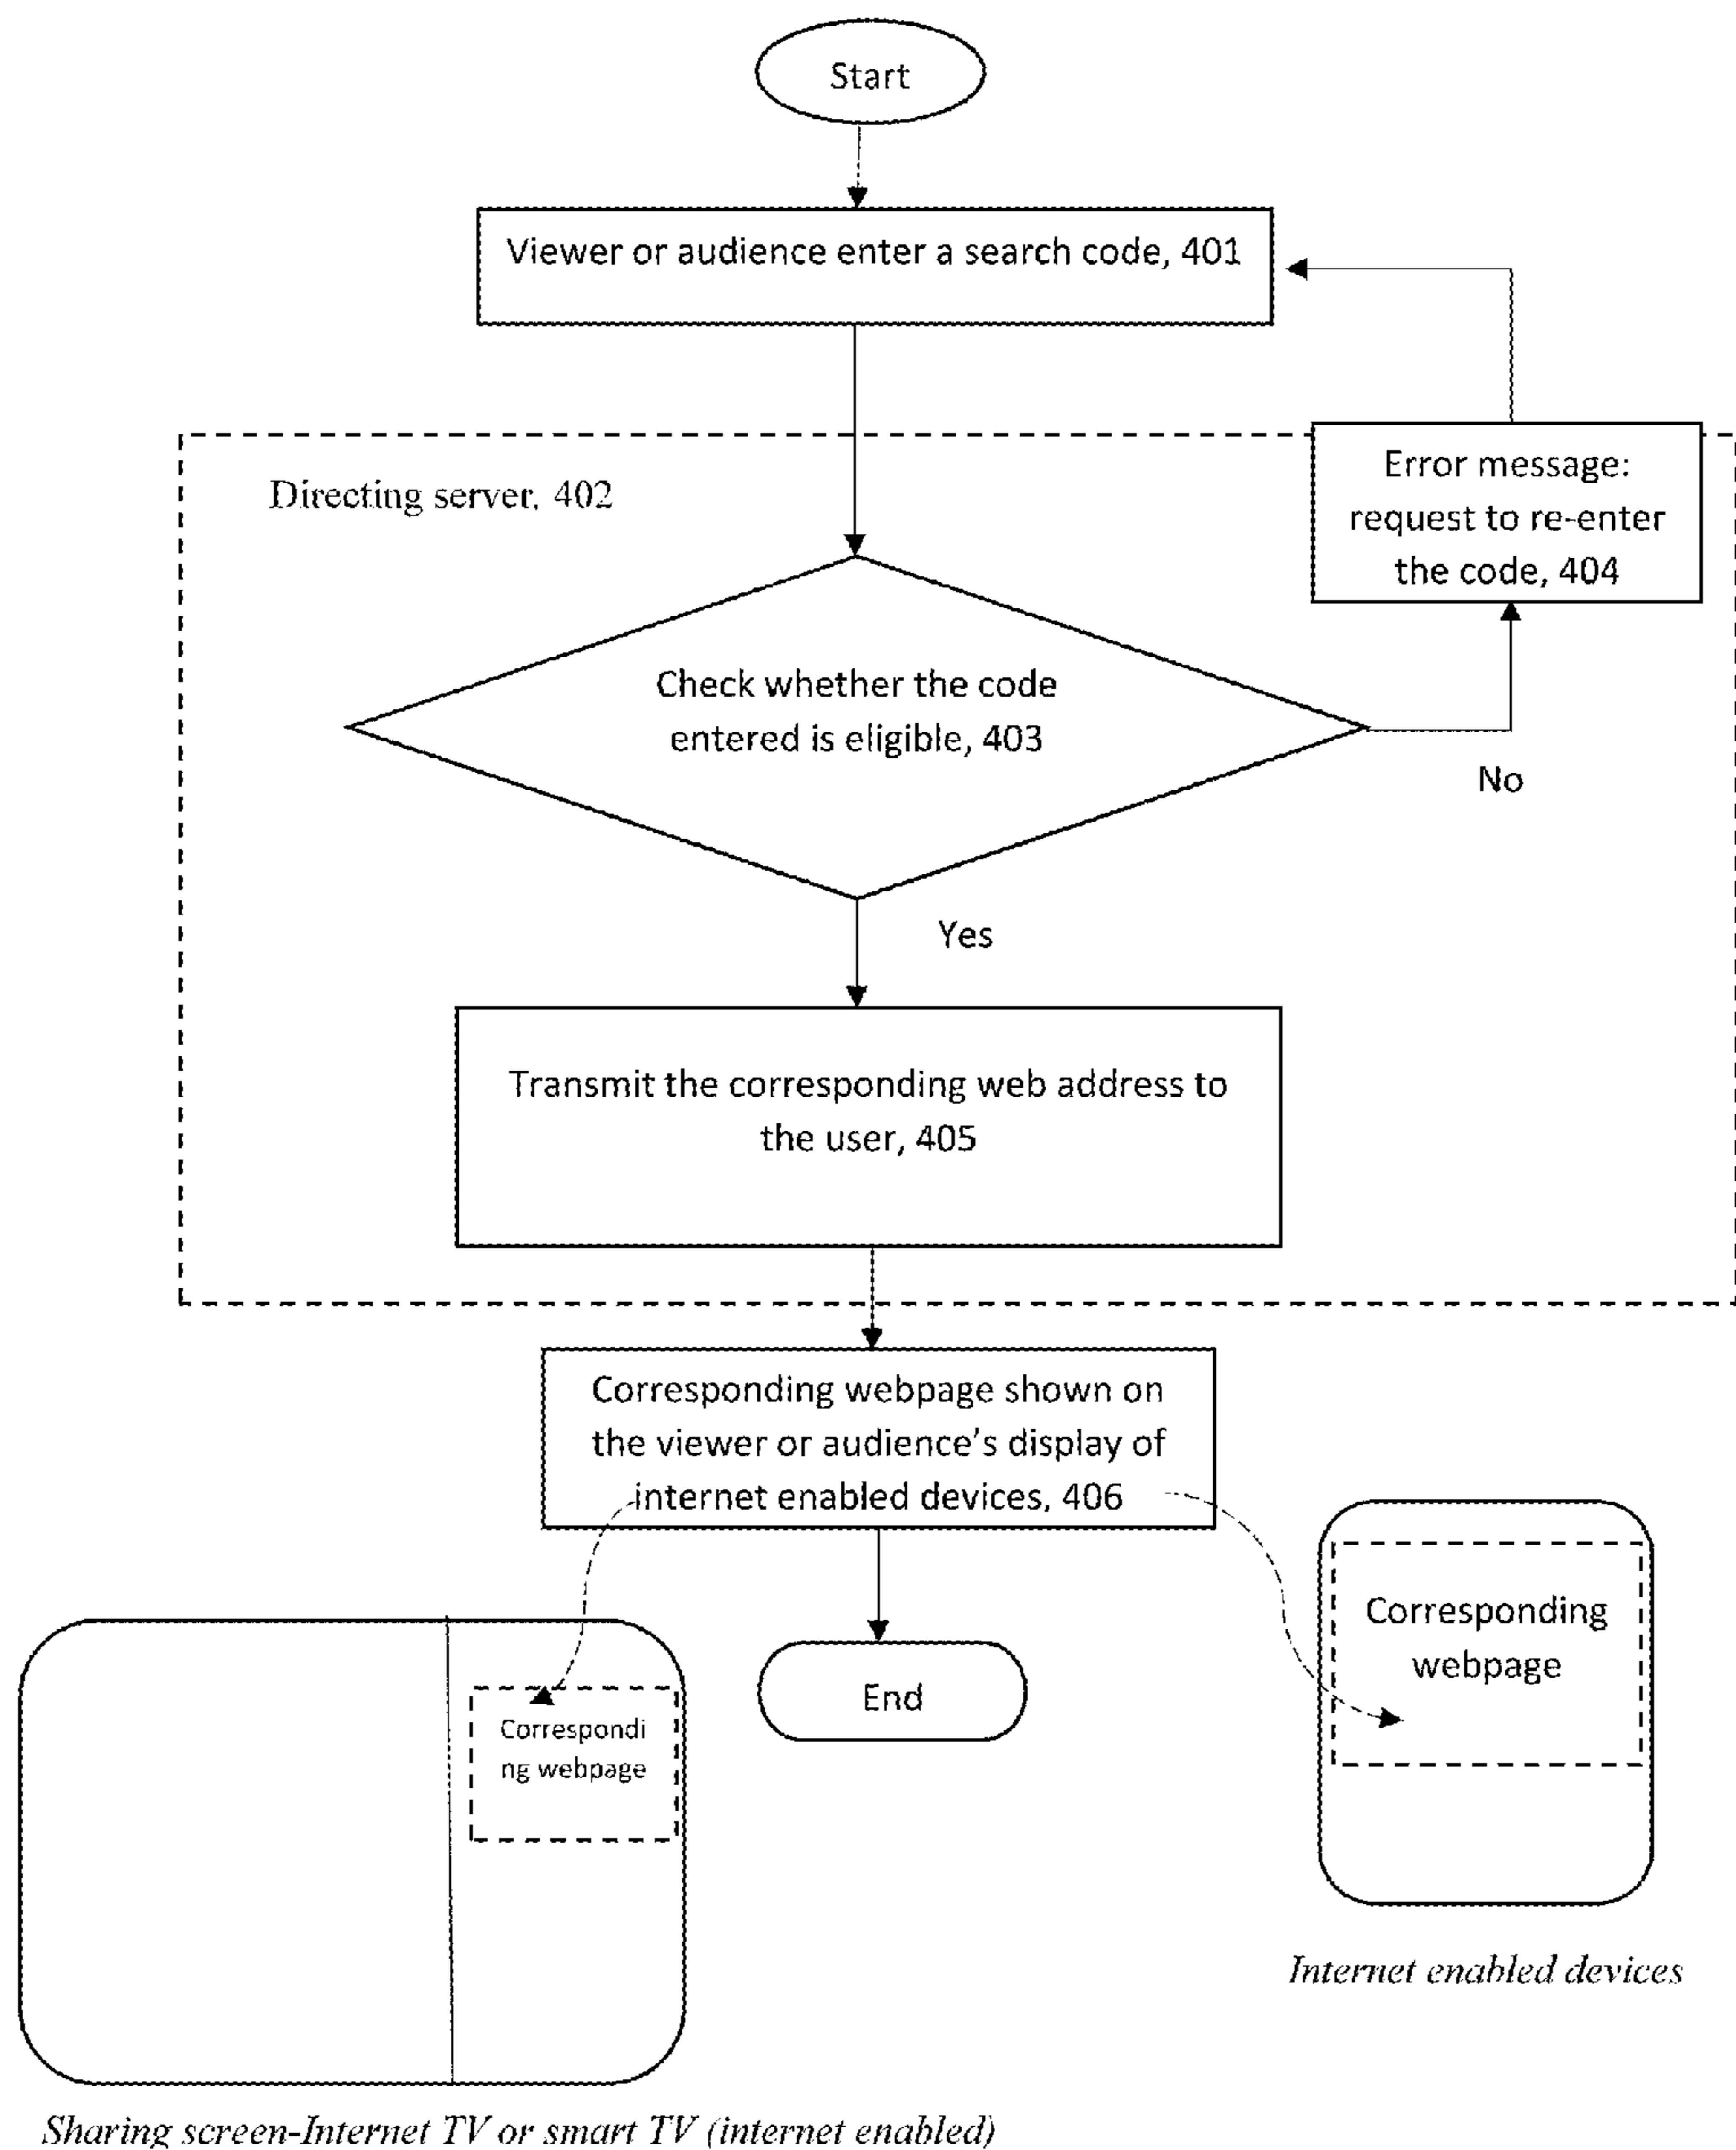 Start
Viewer or audience enter a search code, 401
Directing server, 402
Error message:
request to re-enter
the code, 404
Check whether the code
entered is eligible, 403
No
Yes
Transmit the corresponding web address to
the user, 405
Corresponding webpage shown on
the viewer or audience's display of
internet enabled devices, 406
Corresponding
webpage
End
Correspondi
ng webpage
Internet enabled devices
Sharing screen-Internet TV or smart TV (internet enabled)